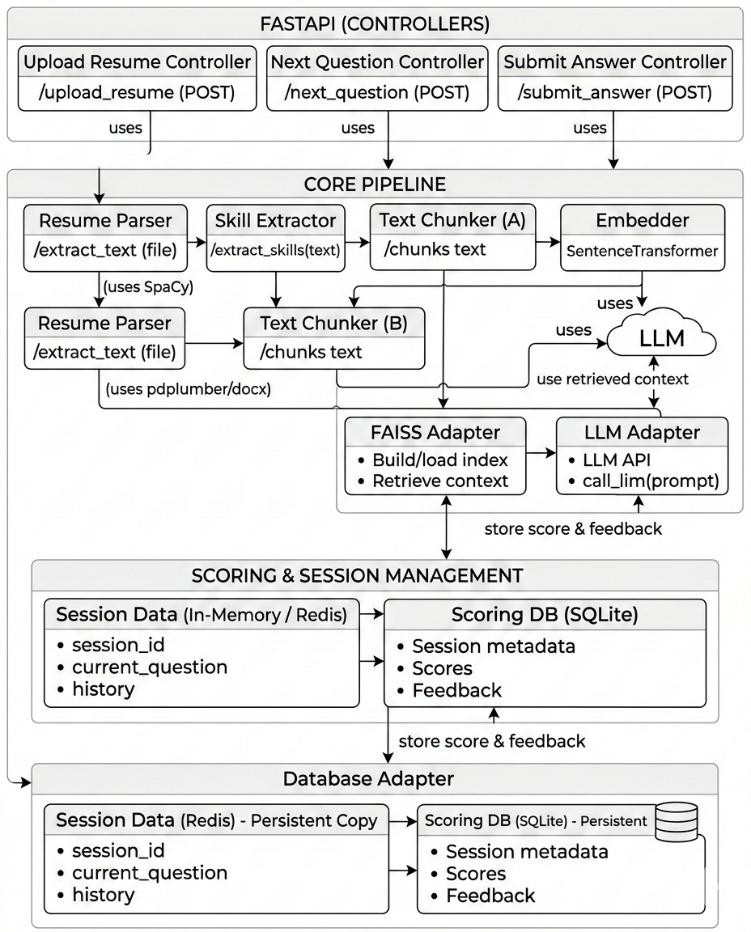 FASTAPI (CONTROLLERS)
Upload Resume Controller
/upload_resume (POST)
Next Question Controller
/next_question (POST)
Submit Answer Controller
/submit_answer (POST)
uses
uses
uses
CORE PIPELINE
Resume Parser
/extract_text (file)
Skill Extractor
/extract_skills(text)
Text Chunker (A)
/chunks text
Embedder
SentenceTransformer
(uses SpaCy)
uses
Resume Parser
/extract_text (file)
Text Chunker (B)
/chunks text
uses
LLM
use retrieved context
(uses pdplumber/docx)
FAISS Adapter
• Build/load index
• Retrieve context
LLM Adapter
• LLM API
• call_lim(prompt)
store score & feedback
SCORING & SESSION MANAGEMENT
Session Data (In-Memory / Redis)
• session_id
• current_question
• history
Scoring DB (SQLite)
• Session metadata
• Scores
• Feedback
store score & feedback
Database Adapter
Session Data (Redis) - Persistent Copy
• session_id
• current_question
• history
Scoring DB (SQLite) - Persistent
• Session metadata
• Scores
• Feedback